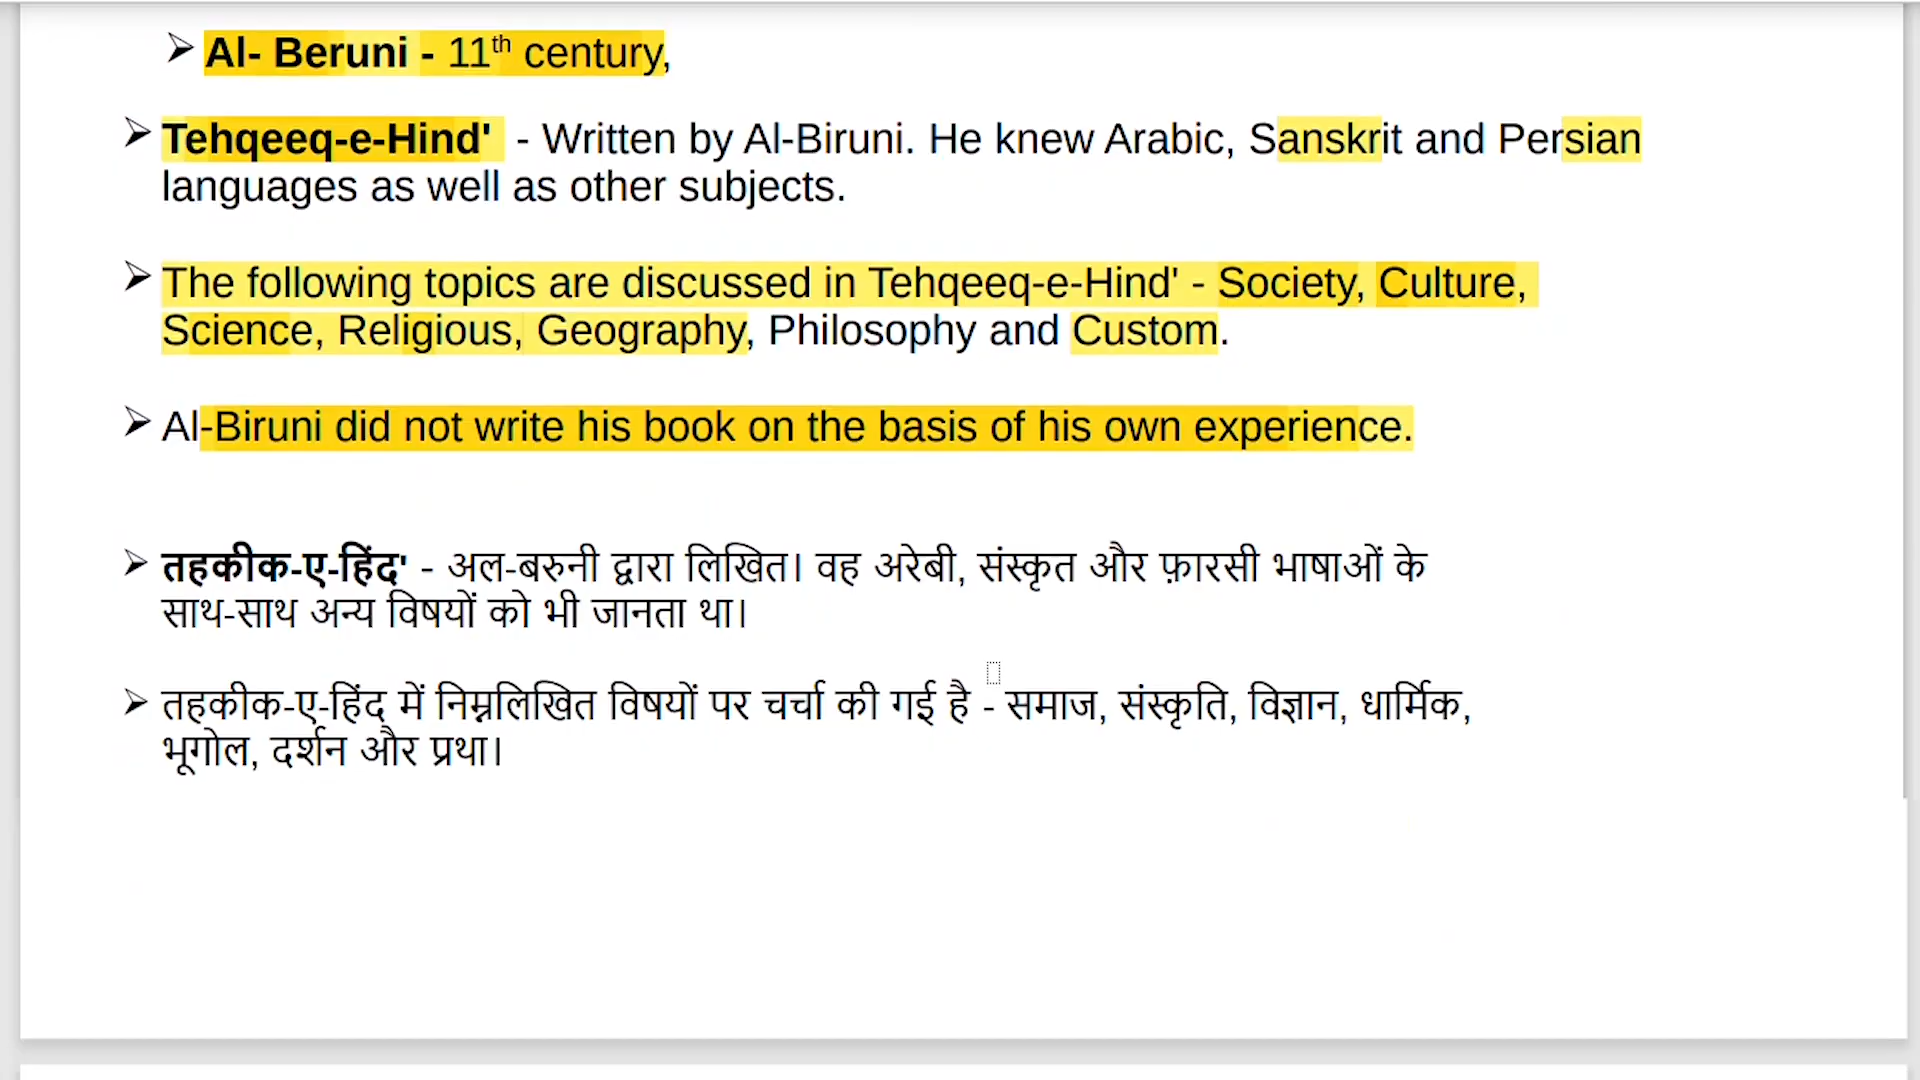 ➢ Al- Beruni - 11th century,
➢ Tehqeeq-e-Hind' - Written by Al-Biruni. He knew Arabic, Sanskrit and Persian
languages as well as other subjects.
➢ The following topics are discussed in Tehqeeq-e-Hind' - Society, Culture,
Science, Religious, Geography, Philosophy and Custom.
➢ Al-Biruni did not write his book on the basis of his own experience.
➢ तहकीक-ए-हिंद' - अल-बरुनी द्वारा लिखित। वह अरेबी, संस्कृत और फ़ारसी भाषाओं के
साथ-साथ अन्य विषयों को भी जानता था।
➢ तहकीक-ए-हिंद में निम्नलिखित विषयों पर चर्चा की गई है - समाज, संस्कृति, विज्ञान, धार्मिक,
भूगोल, दर्शन और प्रथा।